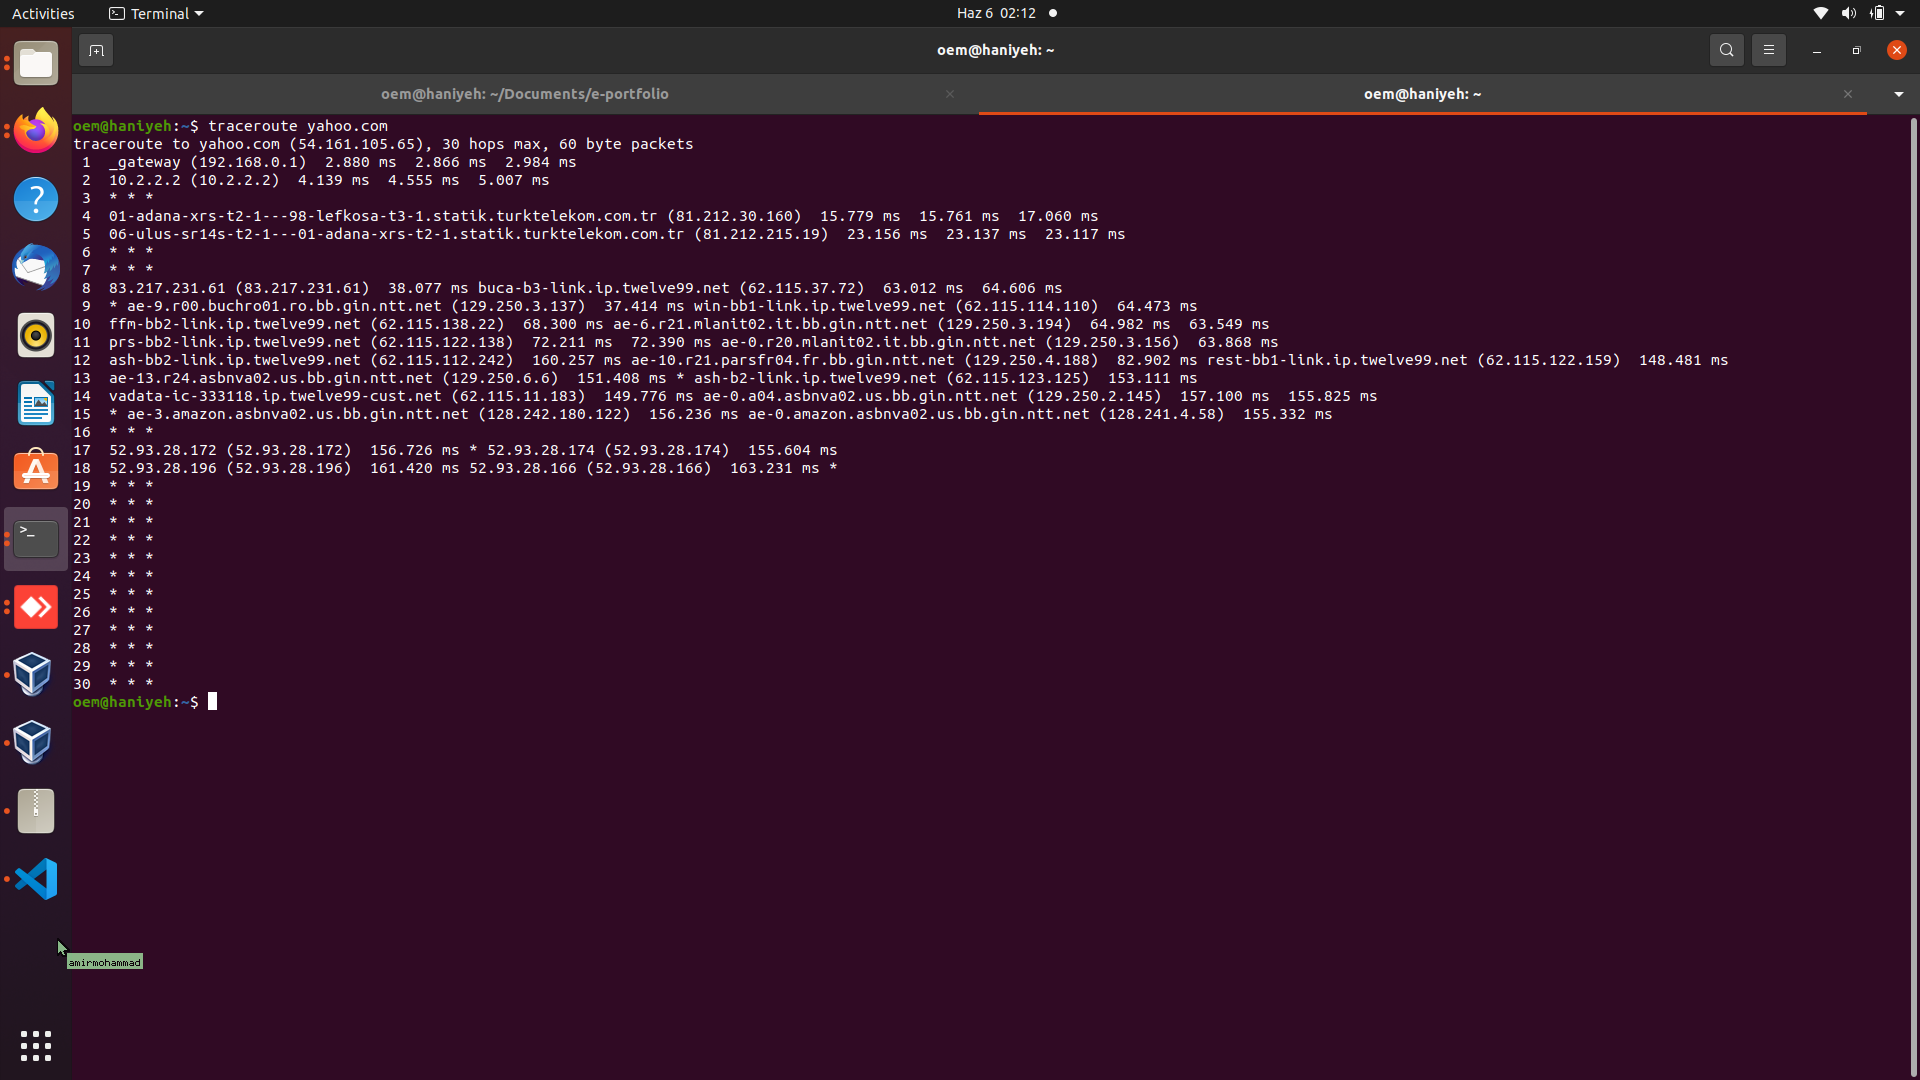 Activities
Terminal
Haz 6 02:12
oem@haniyeh: ~
oem@haniyeh: ~/Documents/e-portfolio
oem@haniyeh: ~
oem@haniyeh:~$ traceroute yahoo.com
traceroute to yahoo.com (54.161.105.65), 30 hops max, 60 byte packets
1 _gateway (192.168.0.1) 2.880 ms 2.866 ms 2.984 ms
2 10.2.2.2 (10.2.2.2) 4.139 ms 4.555 ms 5.007 ms
3 * * *
4 01-adana-xrs-t2-1---98-lefkosa-t3-1.statik.turktelekom.com.tr (81.212.30.160) 15.779 ms 15.761 ms 17.060 ms
5 06-ulus-sr14s-t2-1---01-adana-xrs-t2-1.statik.turktelekom.com.tr (81.212.215.19) 23.156 ms 23.137 ms 23.117 ms
6 * * *
7 * * *
8 83.217.231.61 (83.217.231.61) 38.077 ms buca-b3-link.ip.twelve99.net (62.115.37.72) 63.012 ms 64.606 ms
9 * ae-9.r00.buchro01.ro.bb.gin.ntt.net (129.250.3.137) 37.414 ms win-bb1-link.ip.twelve99.net (62.115.114.110) 64.473 ms
10 ffm-bb2-link.ip.twelve99.net (62.115.138.22) 68.300 ms ae-6.r21.mlanit02.it.bb.gin.ntt.net (129.250.3.194) 64.982 ms 63.549 ms
11 prs-bb2-link.ip.twelve99.net (62.115.122.138) 72.211 ms 72.390 ms ae-0.r20.mlanit02.it.bb.gin.ntt.net (129.250.3.156) 63.868 ms
12 ash-bb2-link.ip.twelve99.net (62.115.112.242) 160.257 ms ae-10.r21.parsfr04.fr.bb.gin.ntt.net (129.250.4.188) 82.902 ms rest-bb1-link.ip.twelve99.net (62.115.122.159) 148.481 ms
13 ae-13.r24.asbnva02.us.bb.gin.ntt.net (129.250.6.6) 151.408 ms * ash-b2-link.ip.twelve99.net (62.115.123.125) 153.111 ms
14 vadata-ic-333118.ip.twelve99-cust.net (62.115.11.183) 149.776 ms ae-0.a04.asbnva02.us.bb.gin.ntt.net (129.250.2.145) 157.100 ms 155.825 ms
15 * ae-3.amazon.asbnva02.us.bb.gin.ntt.net (128.242.180.122) 156.236 ms ae-0.amazon.asbnva02.us.bb.gin.ntt.net (128.241.4.58) 155.332 ms
16 * * *
17 52.93.28.172 (52.93.28.172) 156.726 ms * 52.93.28.174 (52.93.28.174) 155.604 ms
18 52.93.28.196 (52.93.28.196) 161.420 ms 52.93.28.166 (52.93.28.166) 163.231 ms *
19 * * *
20 * * *
21 * * *
22 * * *
23 * * *
24 * * *
25 * * *
26 * * *
27 * * *
28 * * *
29 * * *
30 * * *
oem@haniyeh:~$
amirmohammad